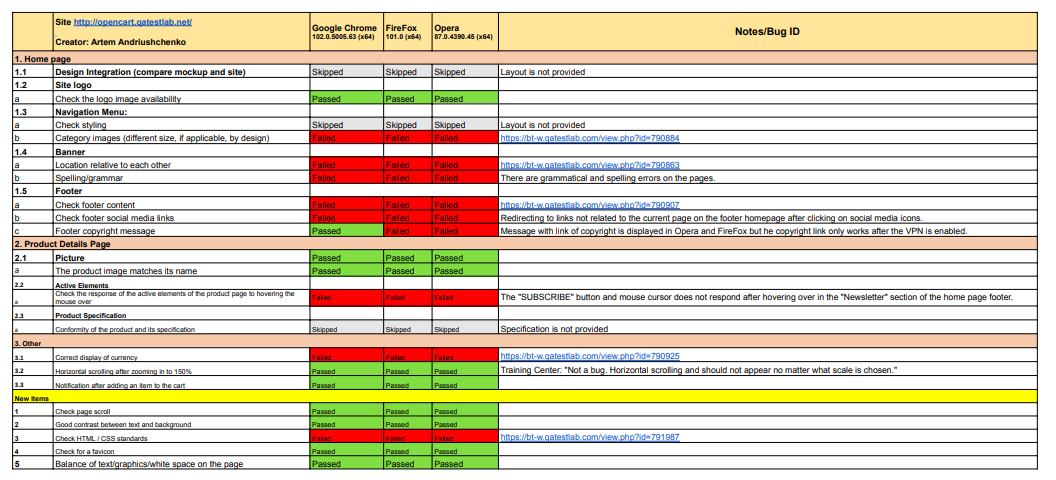 Site http://opencart.qatestlab.net/
Creator: Artem Andriushchenko
Google Chrome 102.0.5005.63 (x64) FireFox 101.0 (x64) Opera 87.0.4390.45 (x64) Notes/Bug ID
1. Home page
1.1 Design Integration (compare mockup and site) Skipped Skipped Skipped Layout is not provided
1.2 Site logo
a Check the logo image availability Passed Passed Passed
1.3 Navigation Menu:
a Check styling Skipped Skipped Skipped Layout is not provided
b Category images (different size, if applicable, by design) Failed Failed Failed https://bt-w.qatestlab.com/view.php?id=790884
1.4 Banner
a Location relative to each other Failed Failed Failed https://bt-w.qatestlab.com/view.php?id=790863
b Spelling/grammar Failed Failed Failed There are grammatical and spelling errors on the pages.
1.5 Footer
a Check footer content Failed Failed Failed https://bt-w.qatestlab.com/view.php?id=790907
b Check footer social media links Failed Failed Failed Redirecting to links not related to the current page on the footer homepage after clicking on social media icons.
c Footer copyright message Passed Failed Failed Message with link of copyright is displayed in Opera and FireFox but he copyright link only works after the VPN is enabled.
2. Product Details Page
2.1 Picture Passed Passed Passed
a The product image matches its name Passed Passed Passed
2.2 Active Elements
a Check the response of the active elements of the product page to hovering the
mouse over Failed Failed Failed The "SUBSCRIBE" button and mouse cursor does not respond after hovering over in the "Newsletter" section of the home page footer.
2.3 Product Specification
a Conformity of the product and its specification Skipped Skipped Skipped Specification is not provided
3. Other
3.1 Correct display of currency Failed Failed Failed https://bt-w.qatestlab.com/view.php?id=790925
3.2 Horizontal scrolling after zooming in to 150% Passed Passed Passed Training Center: "Not a bug. Horizontal scrolling and should not appear no matter what scale is chosen."
3.3 Notification after adding an item to the cart Passed Passed Passed
New items
1 Check page scroll Passed Passed Passed
2 Good contrast between text and background Passed Passed Passed
3 Check HTML / CSS standards Failed Failed Failed https://bt-w.qatestlab.com/view.php?id=791987
4 Check for a favicon Passed Passed Passed
5 Balance of text/graphics/white space on the page Passed Passed Passed